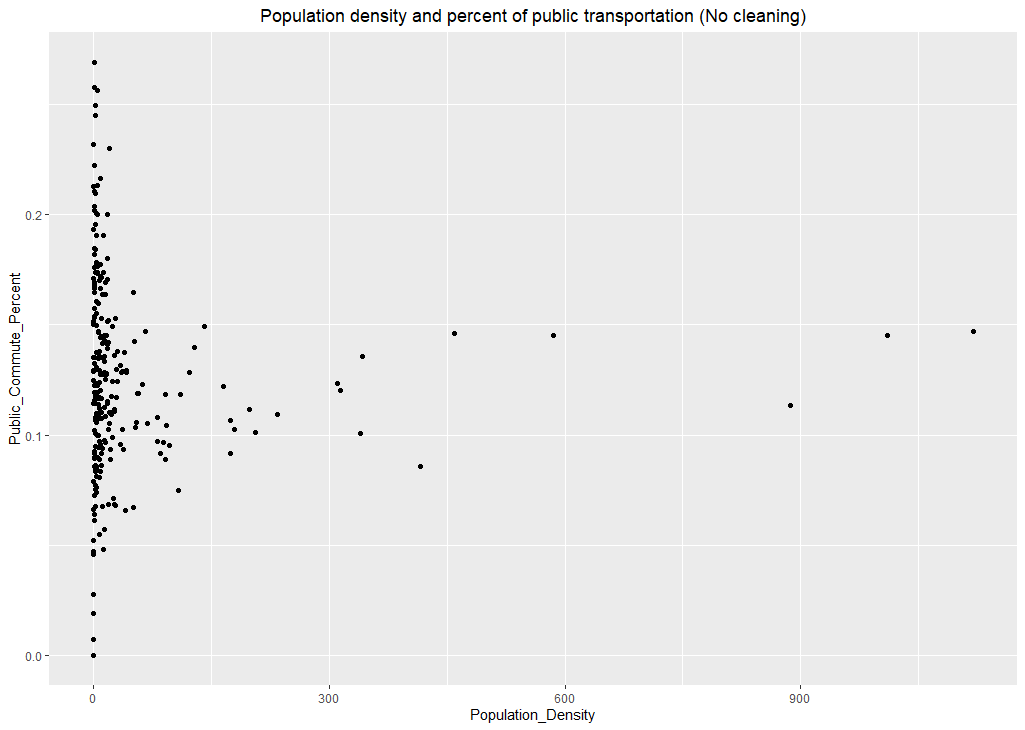 Population density and percent of public transportation (No cleaning)
Public_Commute_Percent
0.2
0.1
0.0
0
300
600
900
Population_Density